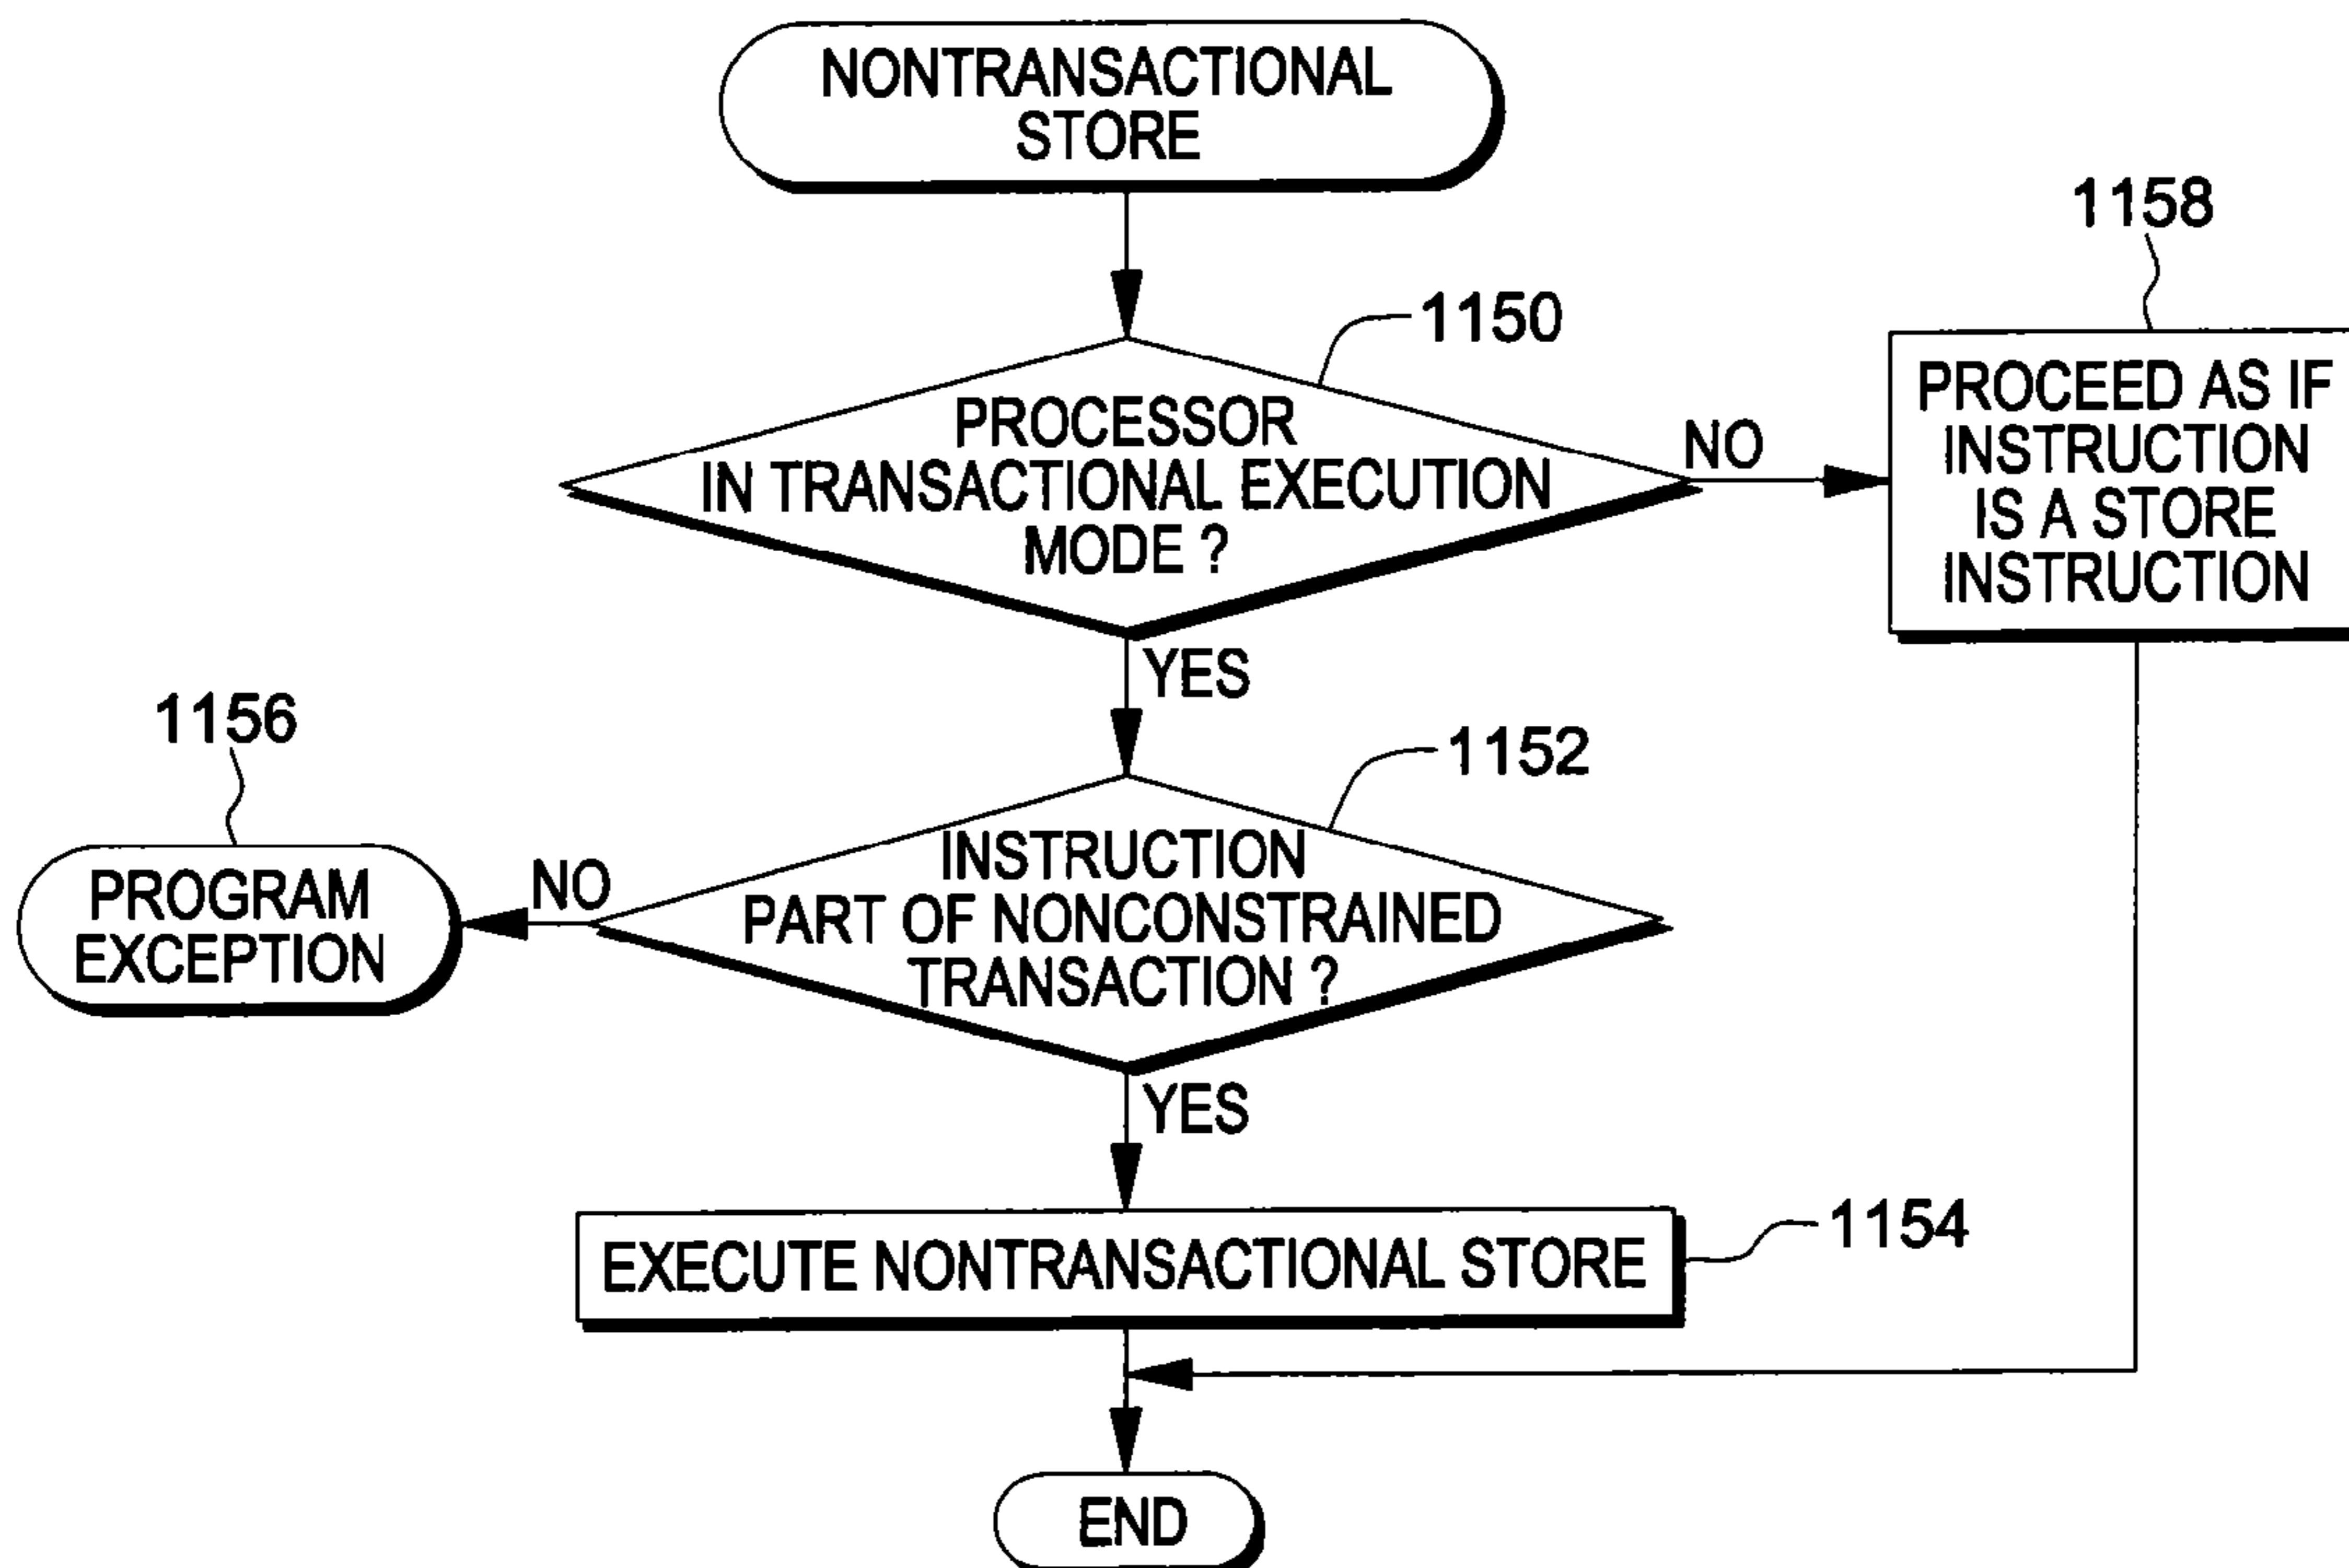 NONTRANSACTIONAL
STORE
1158
1150
PROCESSOR
IN TRANSACTIONAL EXECUTION
MODE ?
NO
PROCEED AS IF
INSTRUCTION
IS A STORE
INSTRUCTION
YES
1156
1152
PROGRAM
EXCEPTION
NO
INSTRUCTION
PART OF NONCONSTRAINED
TRANSACTION ?
YES
EXECUTE NONTRANSACTIONAL STORE
1154
END